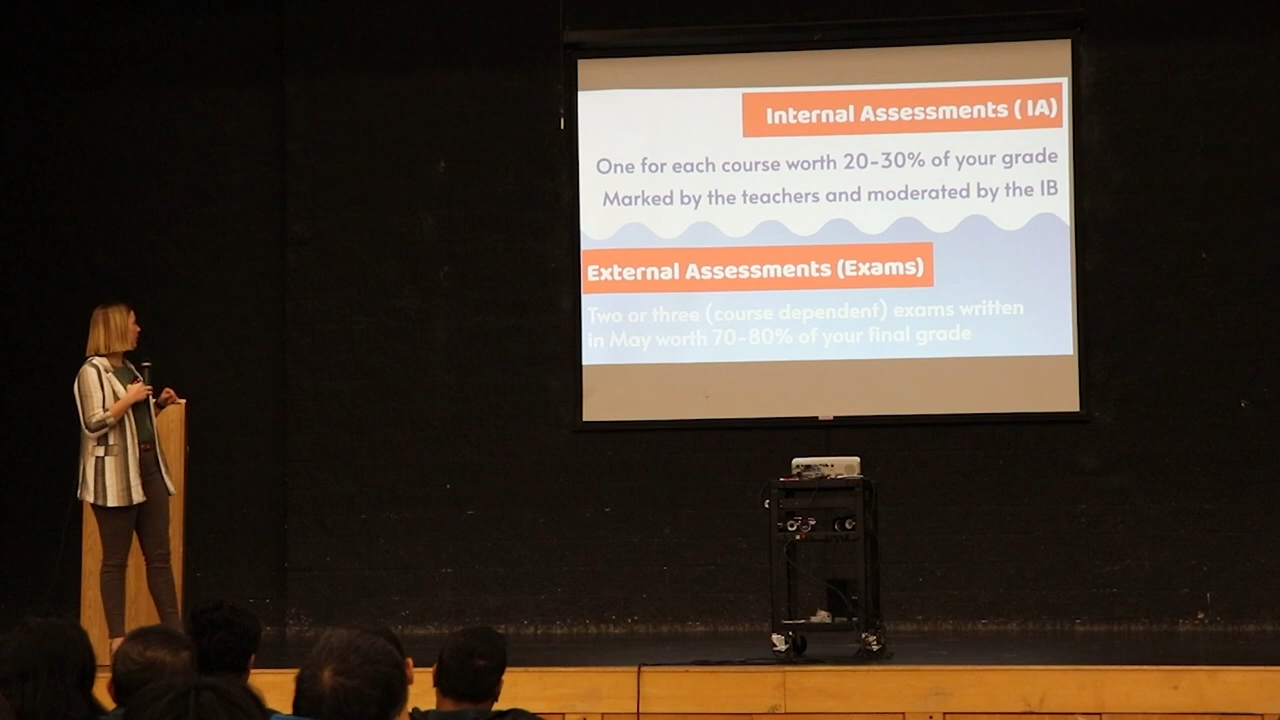 Internal Assessments ( IA)
One for each course worth 20-30% of your grade
Marked by the teachers and moderated by the IB
External Assessments (Exams)
Two or three (course dependent) exams written
in May worth 70-80% of your final grade